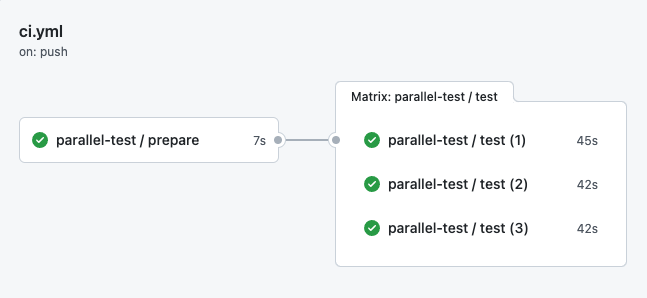 ci.yml
on: push
Matrix: parallel-test / test
parallel-test / prepare 7s
parallel-test / test (1) 45s
parallel-test / test (2) 42s
parallel-test / test (3) 42s